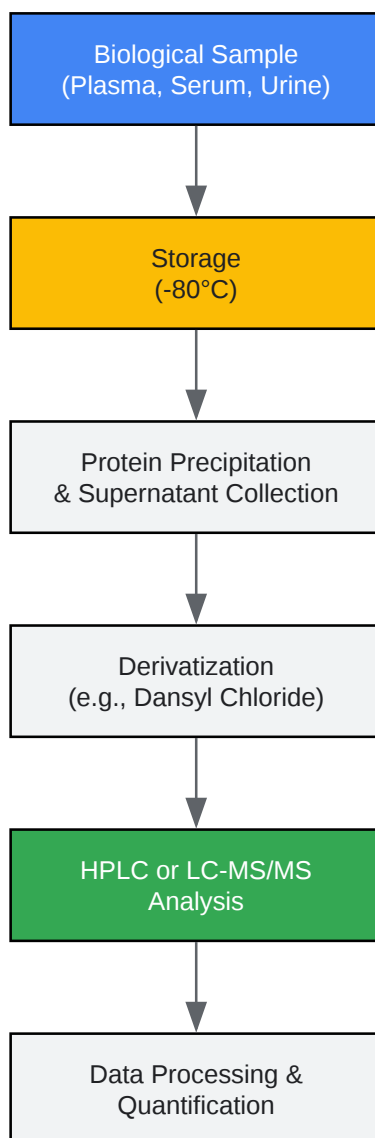 Biological Sample
(Plasma, Serum, Urine)
Storage
(-80°C)
Protein Precipitation
& Supernatant Collection
Derivatization
(e.g., Dansyl Chloride)
HPLC or LC-MS/MS
Analysis
Data Processing &
Quantification